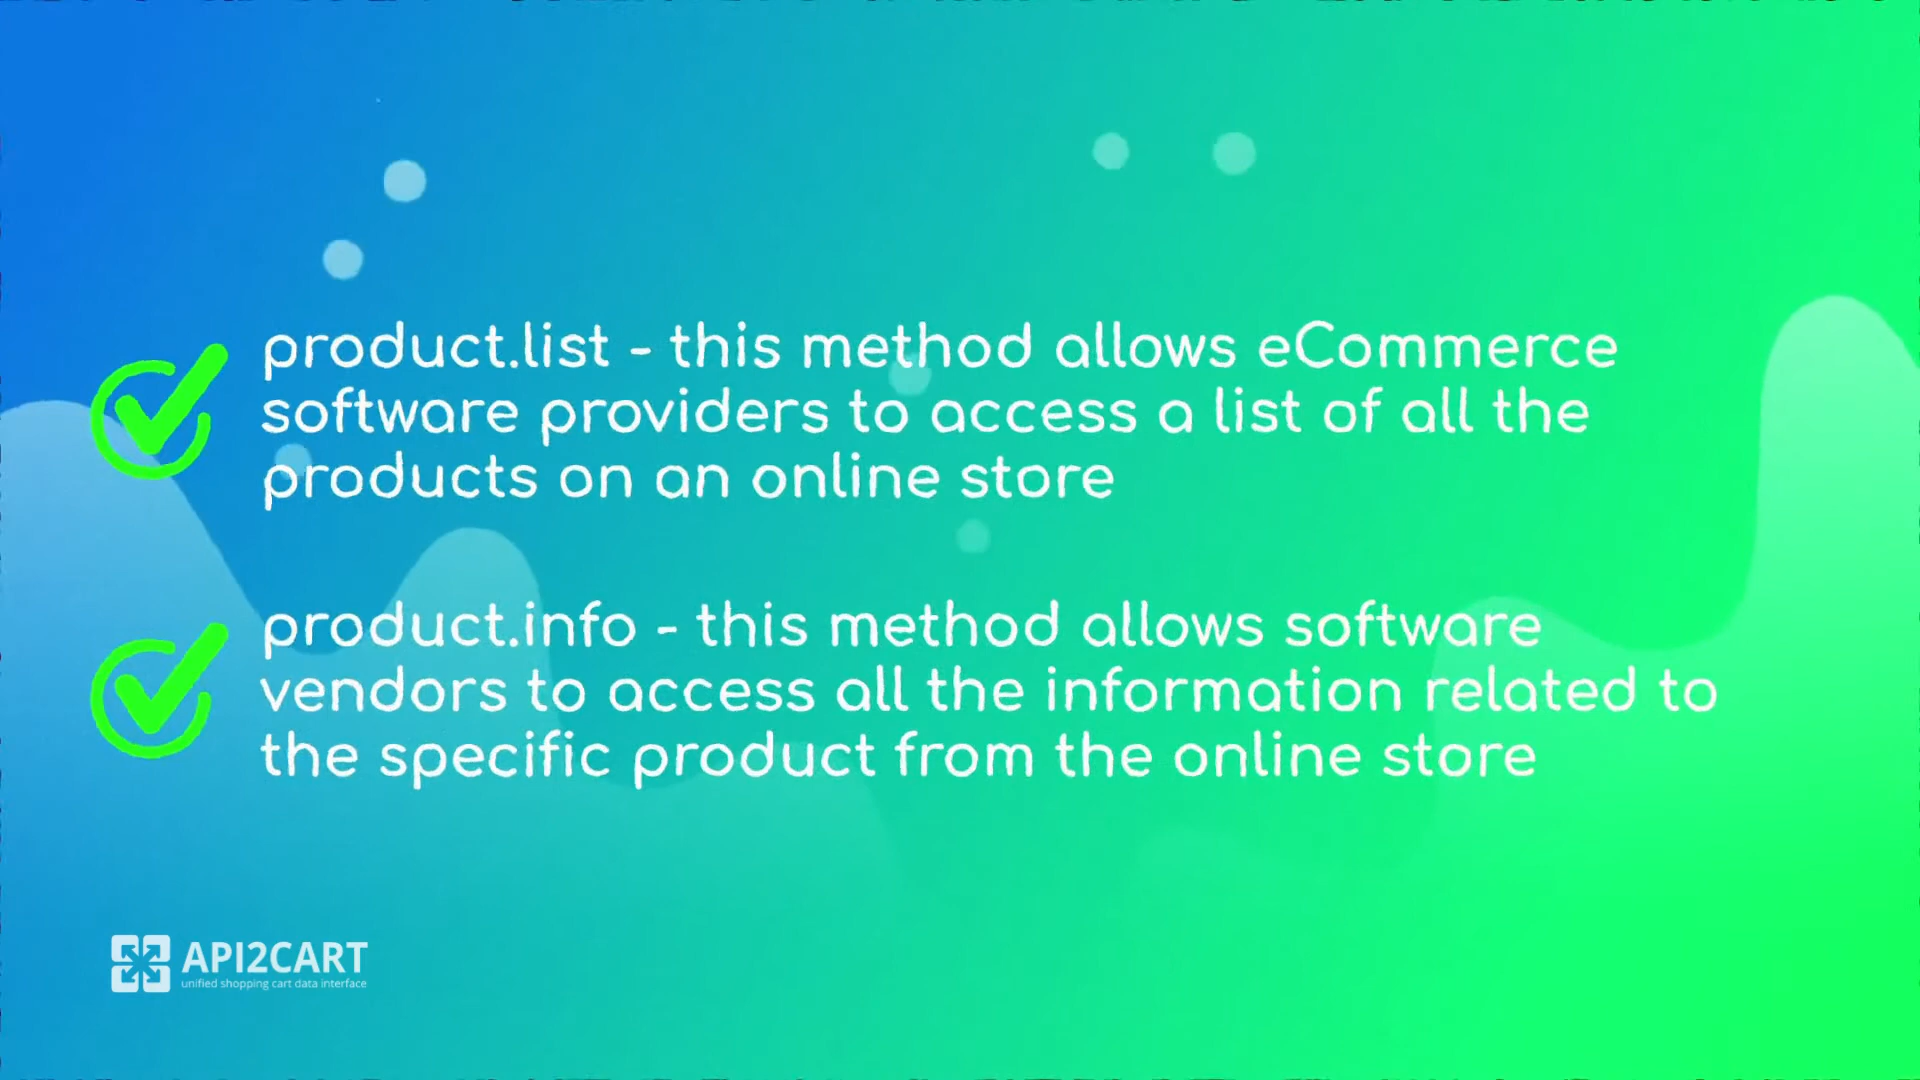 product.list - this method allows eCommerce
software providers to access a list of all the
products on an online store
product.info - this method allows software
vendors to access all the information related to
the specific product from the online store
API2CART
unified shopping cart data interface